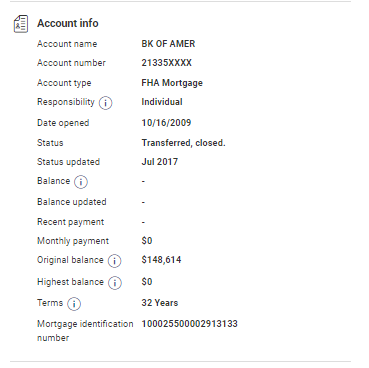 Account info
Account name BK OF AMER
Account number 21335XXXX
Account type FHA Mortgage
Responsibility i Individual
Date opened 10/16/2009
Status Transferred, closed.
Status updated Jul 2017
Balance i -
Balance updated -
Recent payment -
Monthly payment $0
Original balance i $148,614
Highest balance i $0
Terms i 32 Years
Mortgage identification 100025500002913133
number